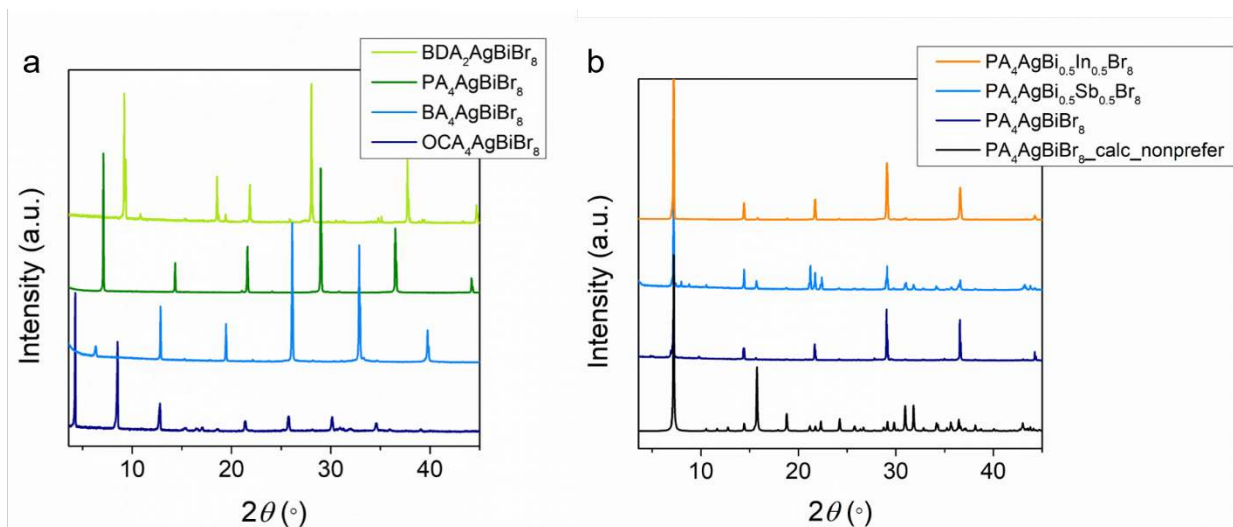 a
BDA₂AgBiBr₈
PA₄AgBiBr₈
BA₄AgBiBr₈
OCA₄AgBiBr₈
Intensity (a.u.)
10 20 30 40
2θ (°)
b
PA₄AgBi₀.₅In₀.₅Br₈
PA₄AgBi₀.₅Sb₀.₅Br₈
PA₄AgBiBr₈
PA₄AgBiBr₈_calc_nonprefer
Intensity (a.u.)
10 20 30 40
2θ (°)